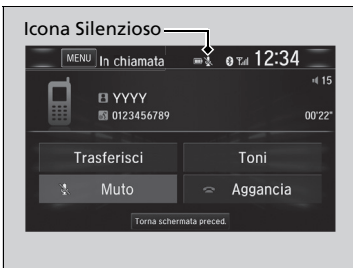 Icona Silenzioso
MENU In chiamata 12:34
15
YYYY
0123456789 00'22"
Trasferisci Toni
Muto Aggancia
Torna schermata preced.